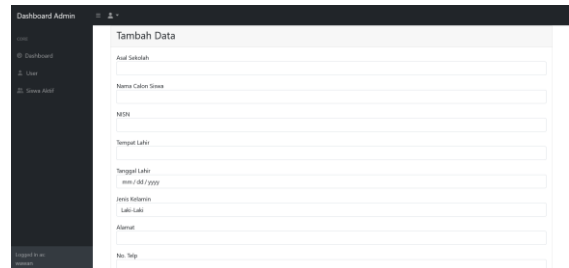 Dashboard Admin
Tambah Data
Asal Sekolah
Nama Calon Siswa
NISN
Tempat Lahir
Tanggal Lahir
mm / dd / yyyy
Jenis Kelamin
Laki-Laki
Alamat
No. Telp
Dashboard
User
Siswa Aktif
Logged in as: